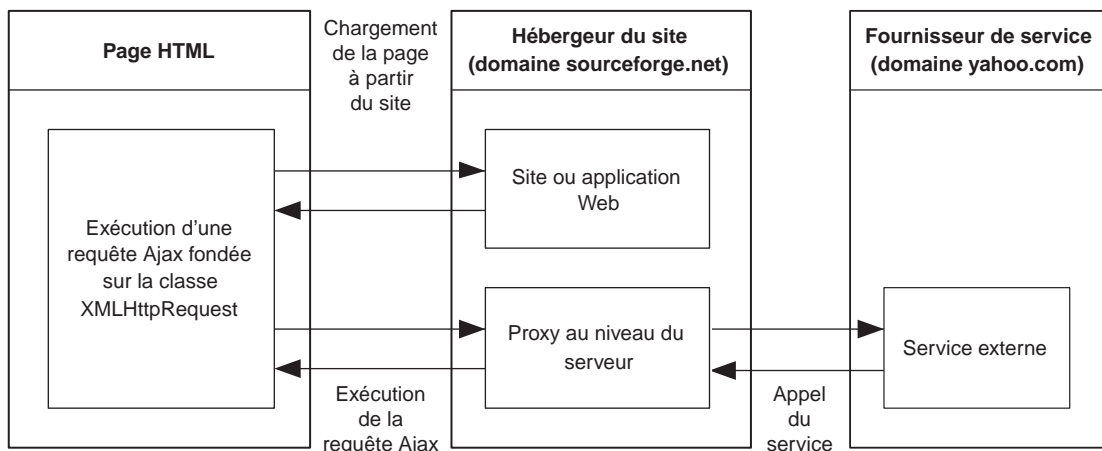 Page HTML
Chargement
de la page
à partir
du site
Hébergeur du site
(domaine sourceforge.net)
Fournisseur de service
(domaine yahoo.com)
Exécution d’une
requête Ajax fondée
sur la classe
XMLHttpRequest
Site ou application
Web
Proxy au niveau du
serveur
Service externe
Exécution
de la
requête Ajax
Appel
du
service